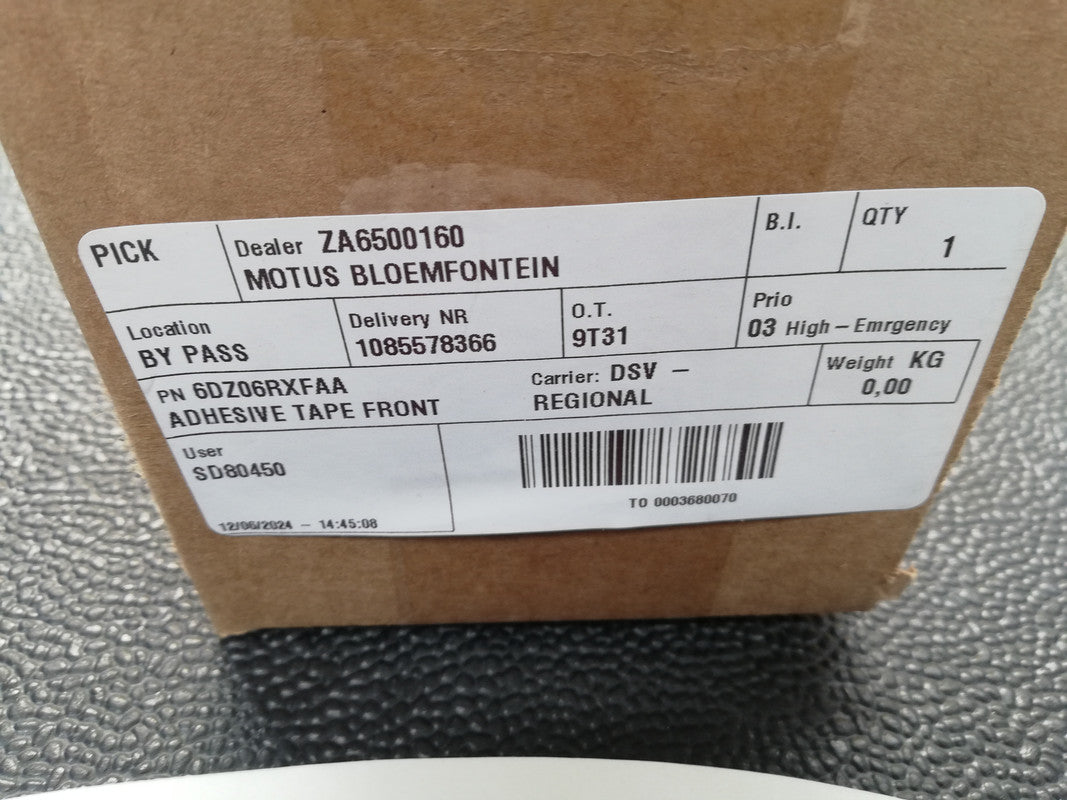 PICK
Dealer ZA6500160
MOTUS BLOEMFONTEIN
B.I.
QTY
1
Location
BY PASS
Delivery NR
1085578366
O.T.
9T31
Prio
03 High – Emrgency
PN 6DZ06RXFAA
ADHESIVE TAPE FRONT
Carrier: DSV –
REGIONAL
Weight KG
0,00
User
SD80450
12/06/2024 – 14:45:08
TO 0003680070